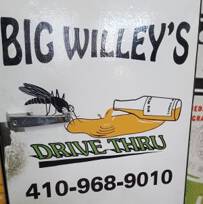 BIG WILLEY'S
DRIVE THRU
410-968-9010